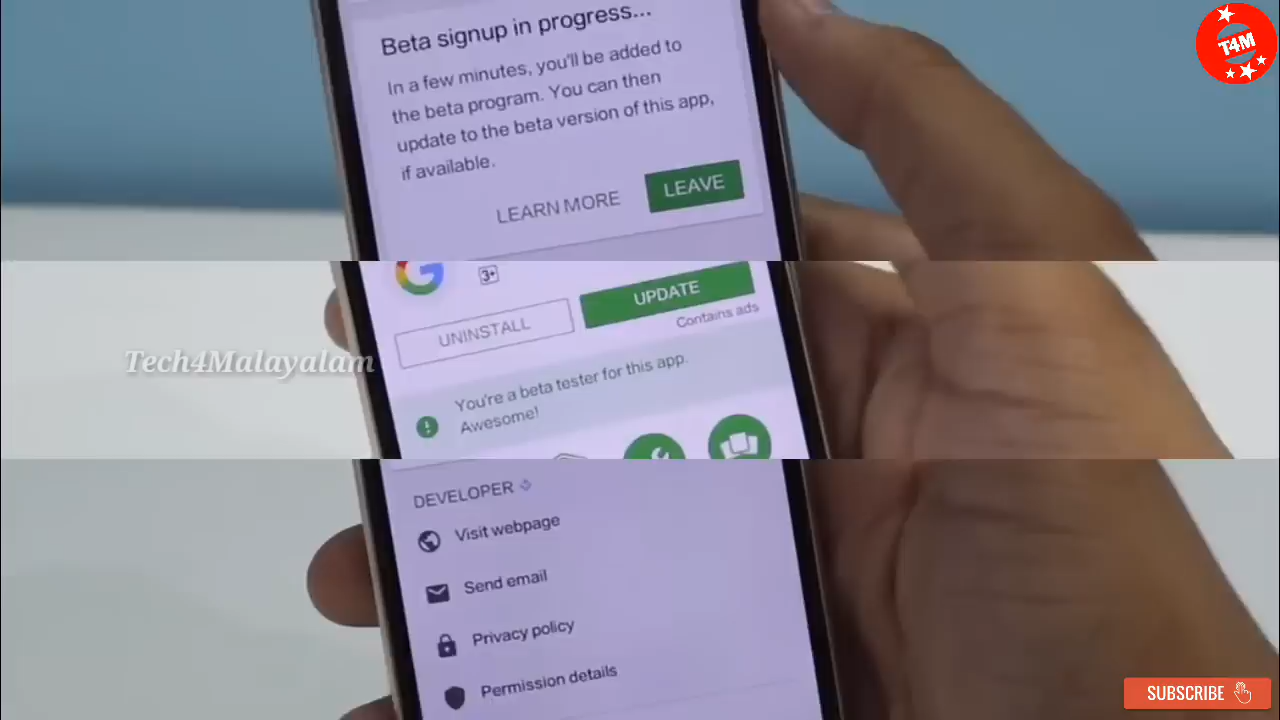 Beta signup in progress...
In a few minutes, you'll be added to
the beta program. You can then
update to the beta version of this app,
if available.
LEARN MORE
LEAVE
T4M
3+
UNINSTALL
UPDATE
Contains ads
Tech4Malayalam
You're a beta tester for this app.
Awesome!
DEVELOPER
Visit webpage
Send email
Privacy policy
Permission details
SUBSCRIBE